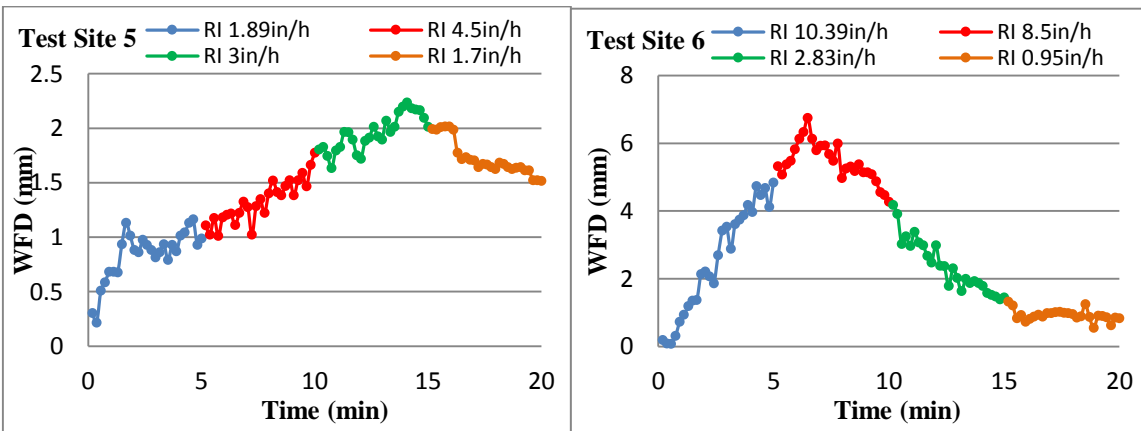 Test Site 5
RI 1.89in/h
RI 4.5in/h
RI 3in/h
RI 1.7in/h
WFD (mm)
2.5
2
1.5
1
0.5
0
0
5
10
15
20
Time (min)
Test Site 6
RI 10.39in/h
RI 8.5in/h
RI 2.83in/h
RI 0.95in/h
WFD (mm)
8
6
4
2
0
0
5
10
15
20
Time (min)